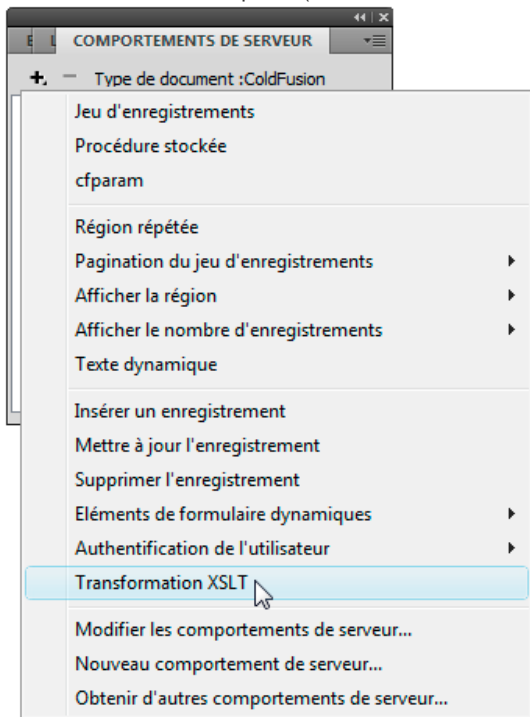 E L COMPORTEMENTS DE SERVEUR
Type de document :ColdFusion
Jeu d'enregistrements
Procédure stockée
cfparam
Région répétée
Pagination du jeu d'enregistrements
Afficher la région
Afficher le nombre d'enregistrements
Texte dynamique
Insérer un enregistrement
Mettre à jour l'enregistrement
Supprimer l'enregistrement
Eléments de formulaire dynamiques
Authentification de l'utilisateur
Transformation XSLT
Modifier les comportements de serveur...
Nouveau comportement de serveur...
Obtenir d'autres comportements de serveur...